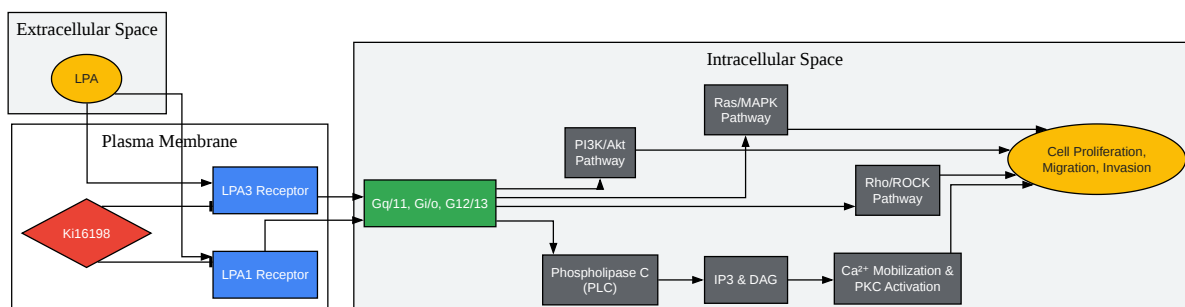 Extracellular Space
LPA
Plasma Membrane
LPA3 Receptor
Ki16198
LPA1 Receptor
Intracellular Space
Gq/11, Gi/o, G12/13
PI3K/Akt
Pathway
Ras/MAPK
Pathway
Rho/ROCK
Pathway
Phospholipase C
(PLC)
IP3 & DAG
Ca²⁺ Mobilization &
PKC Activation
Cell Proliferation,
Migration, Invasion